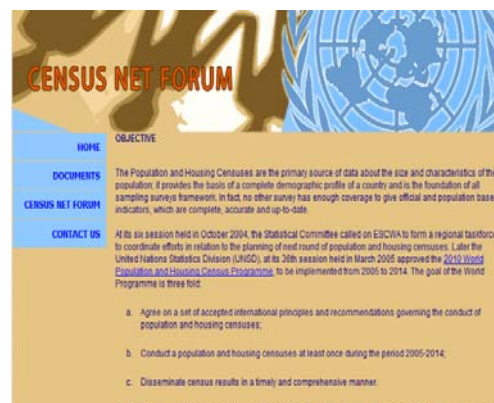 CENSUS NET FORUM
HOME
DOCUMENTS
CENSUS NET FORUM
CONTACT US
OBJECTIVE
The Population and Housing Censuses are the primary source of data about the size and characteristics of the
population; it provides the basis of a complete demographic profile of a country and is the foundation of all
sampling surveys framework. In fact, no other survey has enough coverage to give official and population base
indicators, which are complete, accurate and up-to-date.
At its six session held in October 2004, the Statistical Committee called on ESCWA to form a regional taskforc
to coordinate efforts in relation to the planning of next round of population and housing censuses. Later the
United Nations Statistics Division (UNSD), at its 36th session held in March 2005 approved the 2010 World
Population and Housing Census Programme, to be implemented from 2005 to 2014. The goal of the World
Programme is three fold:
a. Agree on a set of accepted international principles and recommendations governing the conduct of
population and housing censuses;
b. Conduct a population and housing censuses at least once during the period 2005-2014;
c. Disseminate census results in a timely and comprehensive manner.